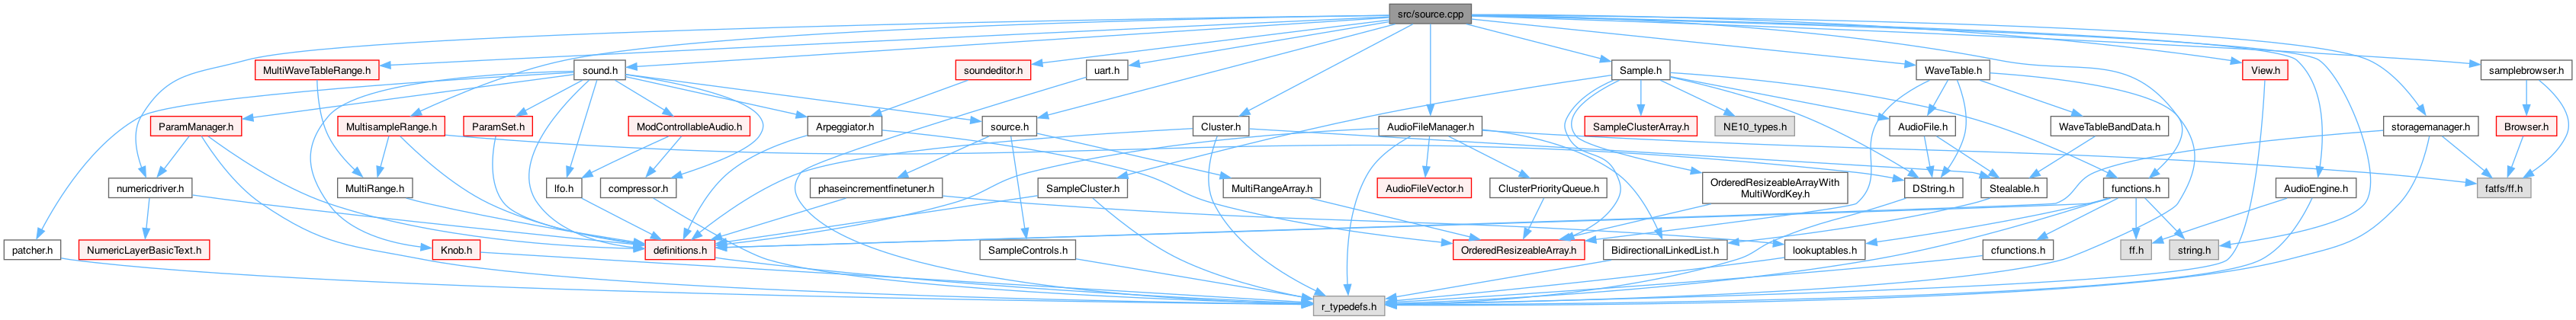 src/source.cpp
MultiWaveTableRange.h
sound.h
soundeditor.h
uart.h
Sample.h
WaveTable.h
View.h
samplebrowser.h
ParamManager.h
MultisampleRange.h
ParamSet.h
ModControllableAudio.h
Arpeggiator.h
source.h
Cluster.h
AudioFileManager.h
SampleClusterArray.h
NE10_types.h
AudioFile.h
WaveTableBandData.h
storagemanager.h
Browser.h
numericdriver.h
MultiRange.h
lfo.h
compressor.h
phaseincrementfinetuner.h
SampleCluster.h
MultiRangeArray.h
AudioFileVector.h
ClusterPriorityQueue.h
OrderedResizeableArrayWith
MultiWordKey.h
DString.h
Stealable.h
functions.h
AudioEngine.h
fatfs/ff.h
patcher.h
NumericLayerBasicText.h
Knob.h
definitions.h
SampleControls.h
OrderedResizeableArray.h
BidirectionalLinkedList.h
lookuptables.h
cfunctions.h
ff.h
string.h
r_typedefs.h